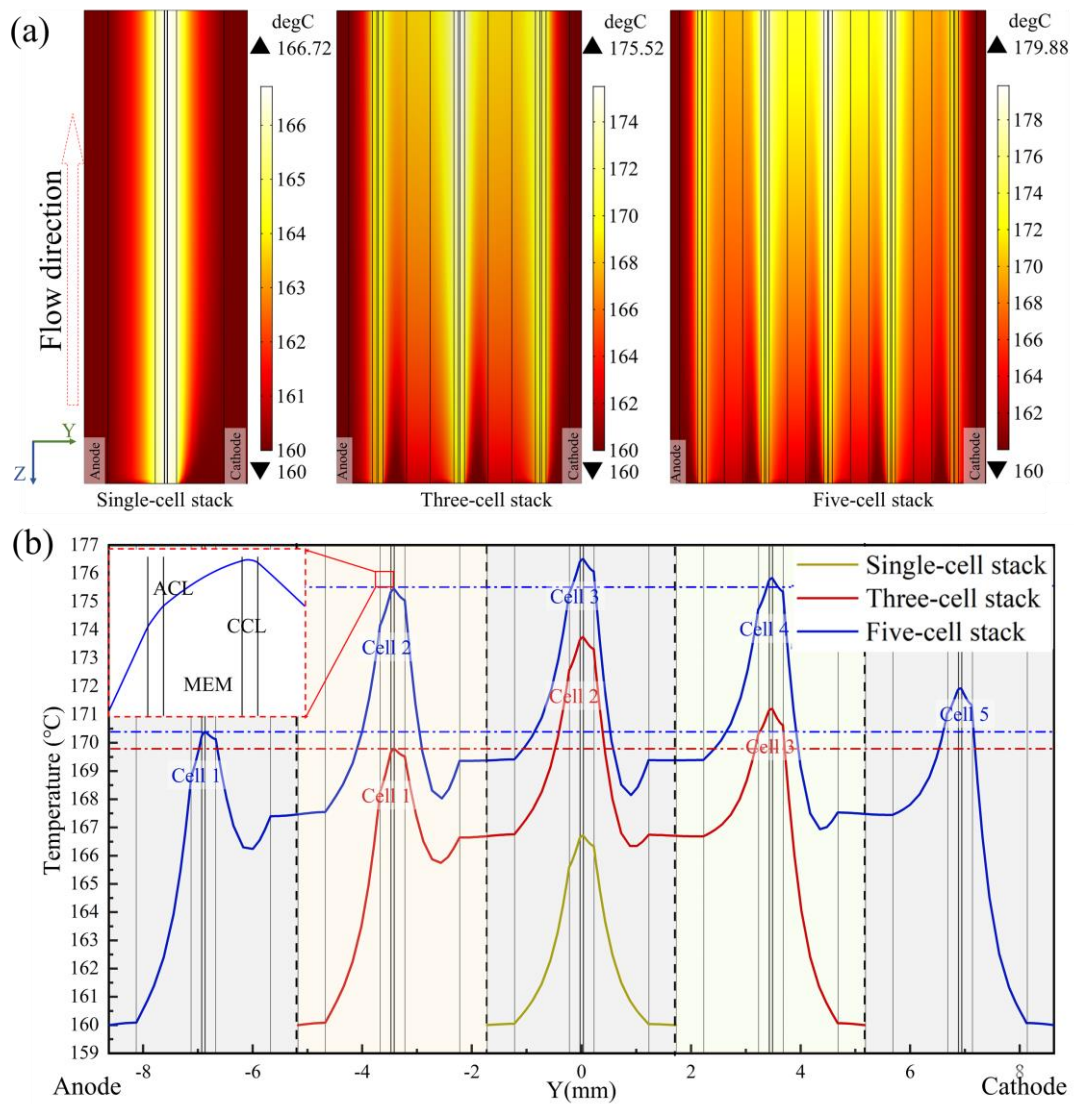 (a)
degC
▲ 166.72
166
165
164
163
162
161
160
▼ 160
degC
▲ 175.52
174
172
170
168
166
164
162
160
▼ 160
degC
▲ 179.88
178
176
174
172
170
168
166
164
162
▼ 160
Flow direction
Y
Z
Anode
Cathode
Anode
Cathode
Anode
Cathode
Single-cell stack
Three-cell stack
Five-cell stack
(b)
177
176
175
174
173
172
171
170
169
168
167
166
165
164
163
162
161
160
159
Temperature (°C)
ACL
CCL
MEM
Single-cell stack
Three-cell stack
Five-cell stack
Cell 1
Cell 2
Cell 3
Cell 4
Cell 5
Cell 1
Cell 2
Cell 3
-8
-6
-4
-2
0
2
4
6
8
Anode
Y(mm)
Cathode